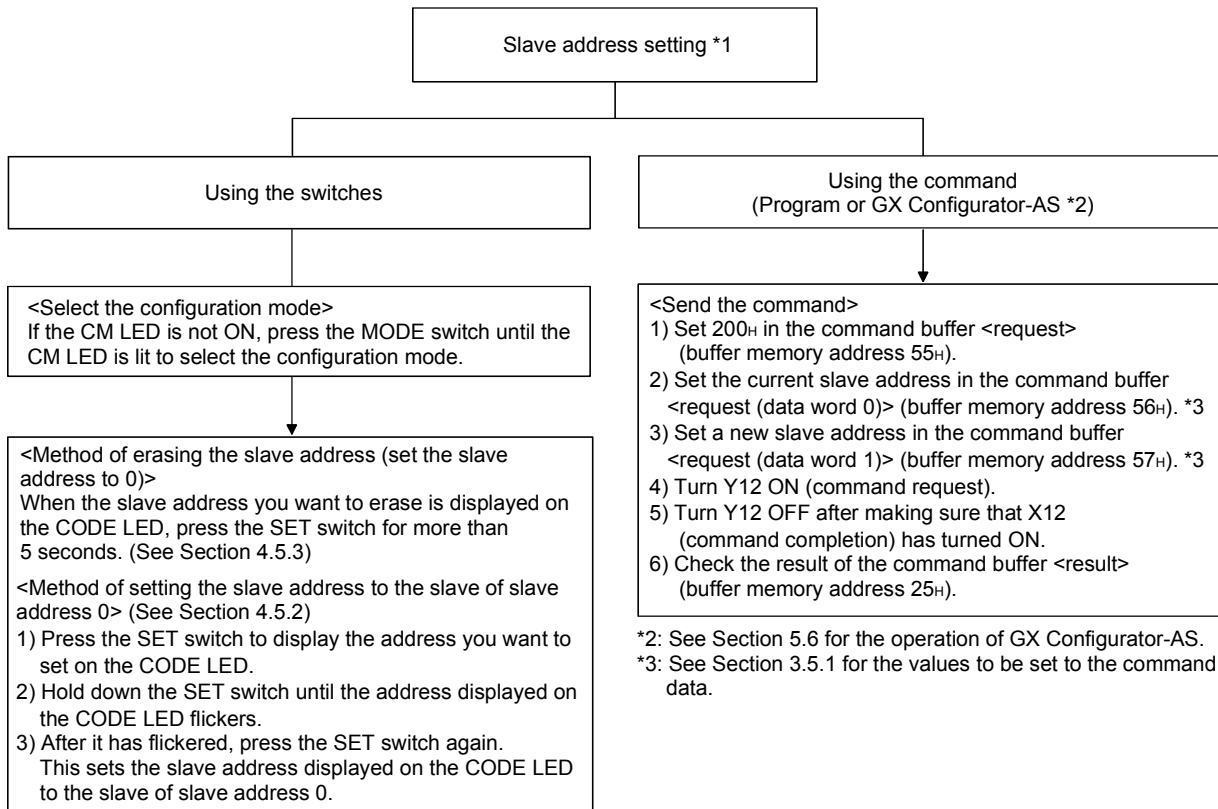 Slave address setting *1
Using the switches
Using the command
(Program or GX Configurator-AS *2)
<Select the configuration mode>
If the CM LED is not ON, press the MODE switch until the
CM LED is lit to select the configuration mode.
<Method of erasing the slave address (set the slave
address to 0)>
When the slave address you want to erase is displayed on
the CODE LED, press the SET switch for more than
5 seconds. (See Section 4.5.3)
<Method of setting the slave address to the slave of slave
address 0> (See Section 4.5.2)
1) Press the SET switch to display the address you want to
set on the CODE LED.
2) Hold down the SET switch until the address displayed on
the CODE LED flickers.
3) After it has flickered, press the SET switch again.
This sets the slave address displayed on the CODE LED
to the slave of slave address 0.
<Send the command>
1) Set 200H in the command buffer <request>
(buffer memory address 55H).
2) Set the current slave address in the command buffer
<request (data word 0)> (buffer memory address 56H). *3
3) Set a new slave address in the command buffer
<request (data word 1)> (buffer memory address 57H). *3
4) Turn Y12 ON (command request).
5) Turn Y12 OFF after making sure that X12
(command completion) has turned ON.
6) Check the result of the command buffer <result>
(buffer memory address 25H).
*2: See Section 5.6 for the operation of GX Configurator-AS.
*3: See Section 3.5.1 for the values to be set to the command
data.